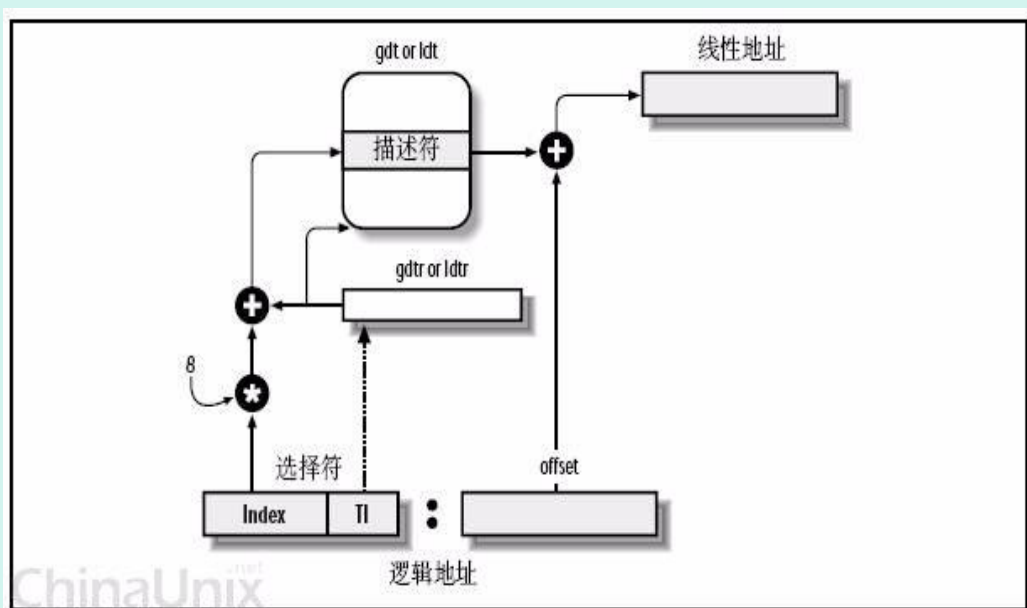 gdt or ldt
线性地址
描述符
gdtr or ldtr
8
选择符
offset
Index
TI
:
逻辑地址
ChinaUnix.net